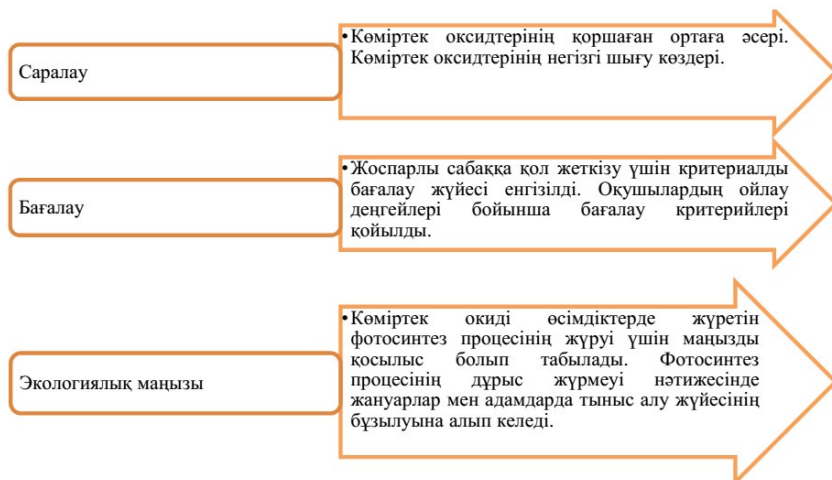 Саралау
•Көміртек оксидтерінің қоршаған ортаға әсері.
Көміртек оксидтерінің негізгі шығу көздері.
Бағалау
•Жоспарлы сабаққа қол жеткізу үшін критериалды
бағалау жүйесі енгізілді. Оқушылардың ойлау
деңгейлері бойынша бағалау критерийлері
қойылды.
Экологиялық маңызы
•Көміртек окиді өсімдіктерде жүретін
фотосинтез процесінің жүруі үшін маңызды
қосылыс болып табылады. Фотосинтез
процесінің дұрыс жүрмеуі нәтижесінде
жануарлар мен адамдарда тыныс алу жүйесінің
бұзылуына алып келеді.